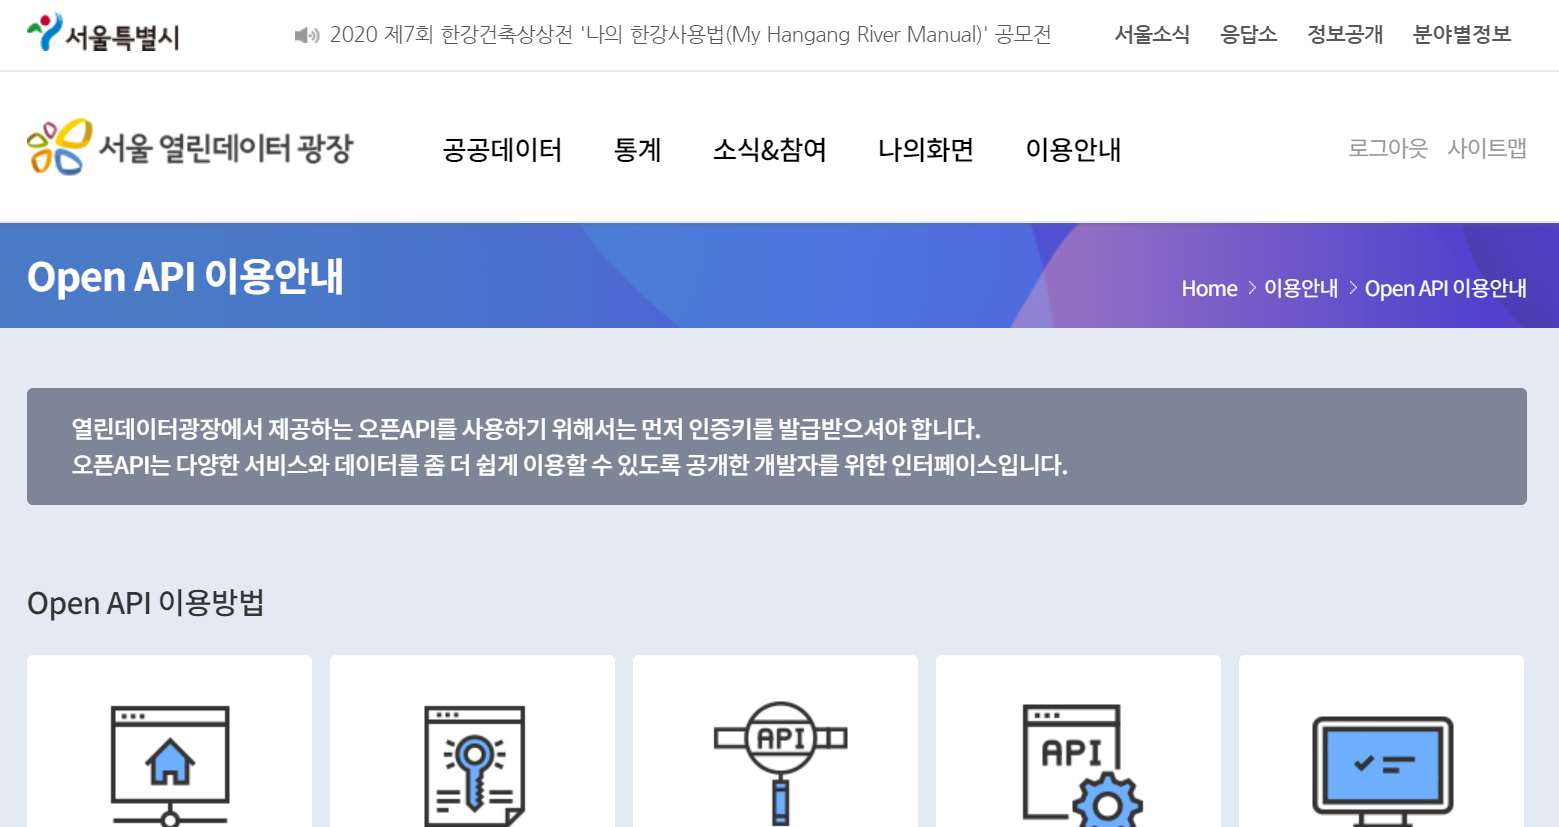 서울특별시
2020 제7회 한강건축상상전 '나의 한강사용법(My Hangang River Manual)' 공모전
서울소식 응답소 정보공개 분야별정보
서울 열린데이터 광장
공공데이터 통계 소식&참여 나의화면 이용안내
로그아웃 사이트맵
Open API 이용안내
Home > 이용안내 > Open API 이용안내
열린데이터광장에서 제공하는 오픈API를 사용하기 위해서는 먼저 인증키를 발급받으셔야 합니다.
오픈API는 다양한 서비스와 데이터를 좀 더 쉽게 이용할 수 있도록 공개한 개발자를 위한 인터페이스입니다.
Open API 이용방법
API
API